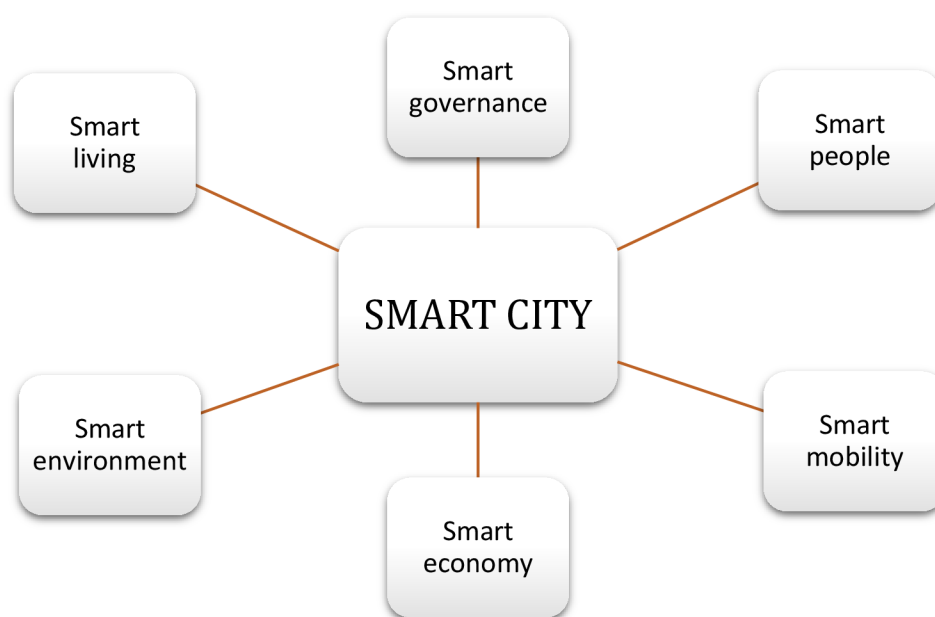 Smart
governance
Smart
living
Smart
people
SMART CITY
Smart
environment
Smart
mobility
Smart
economy